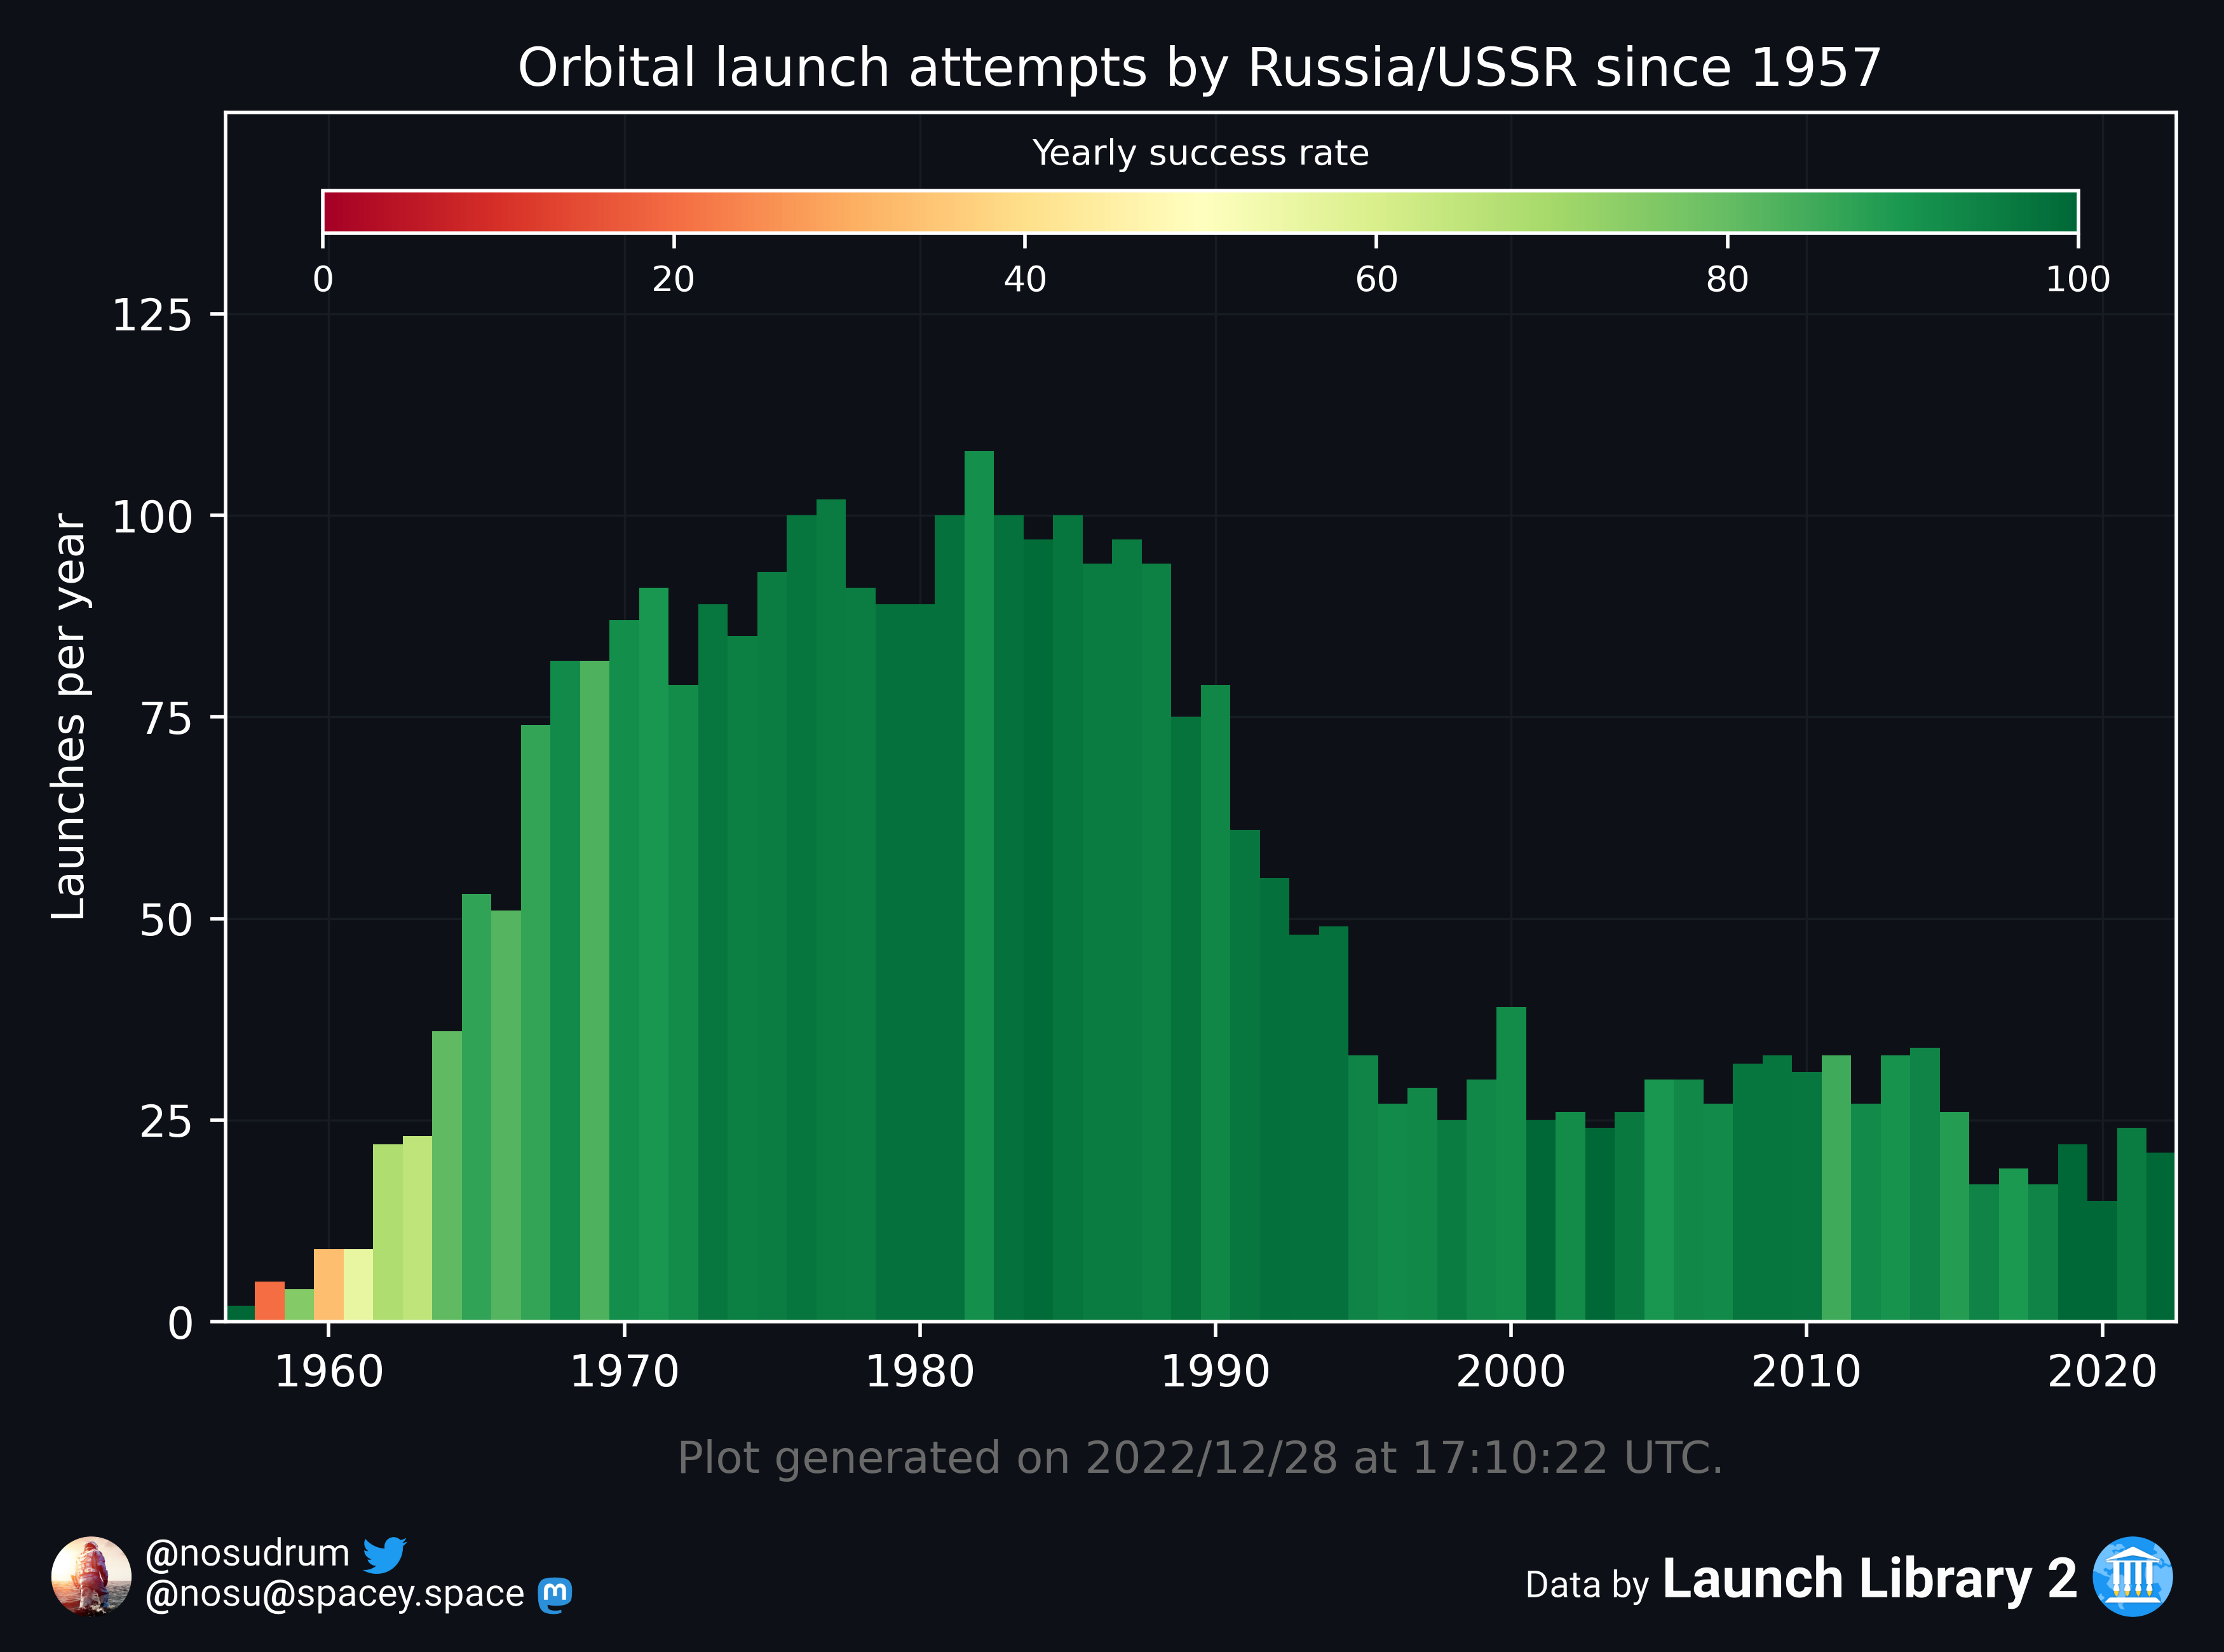 Orbital launch attempts by Russia/USSR since 1957
Yearly success rate
0 20 40 60 80 100
Launches per year
125
100
75
50
25
0
1960 1970 1980 1990 2000 2010 2020
Plot generated on 2022/12/28 at 17:10:22 UTC.
@nosudrum
@nosu@spacey.space
Data by Launch Library 2